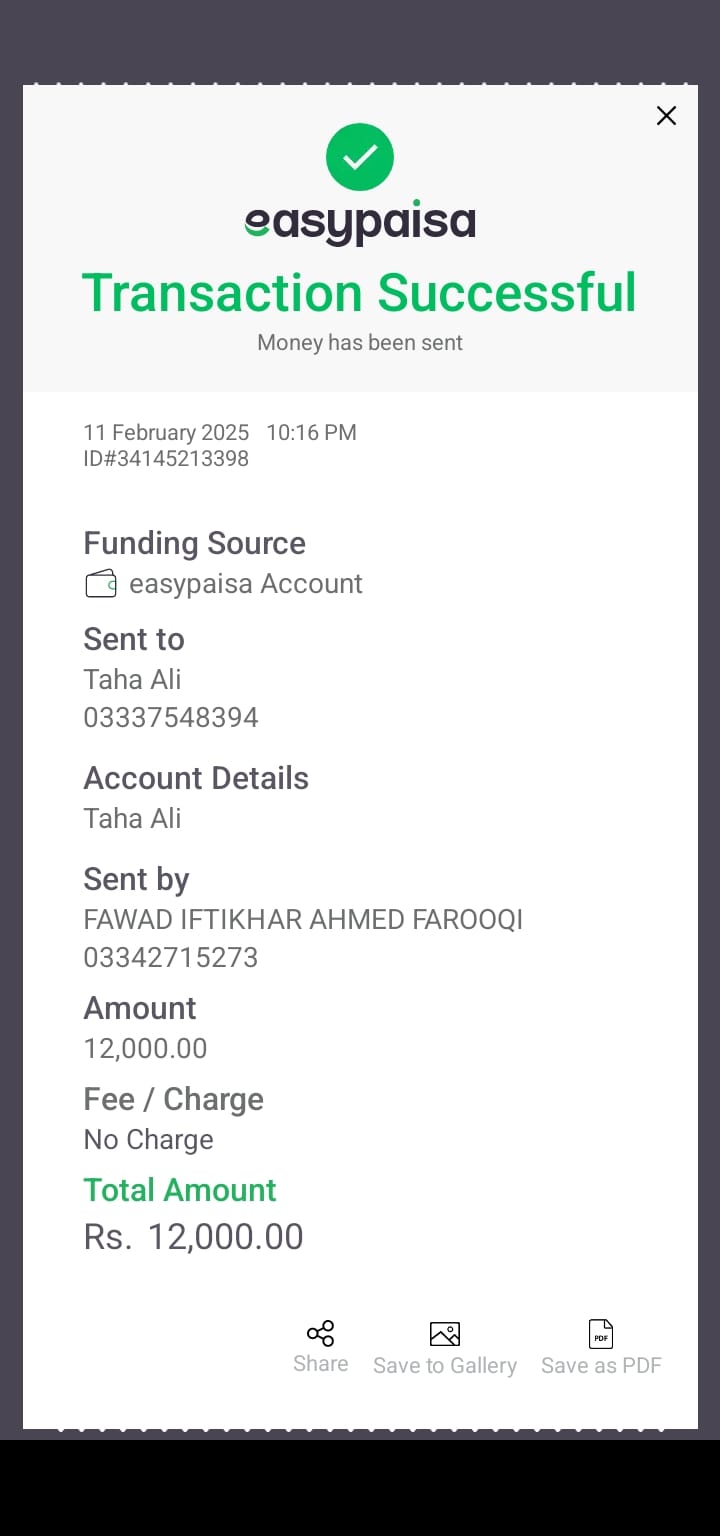 easypaisa
Transaction Successful
Money has been sent
11 February 2025 10:16 PM
ID#34145213398
Funding Source
easypaisa Account
Sent to
Taha Ali
03337548394
Account Details
Taha Ali
Sent by
FAWAD IFTIKHAR AHMED FAROOQI
03342715273
Amount
12,000.00
Fee / Charge
No Charge
Total Amount
Rs. 12,000.00
PDF
Share Save to Gallery Save as PDF